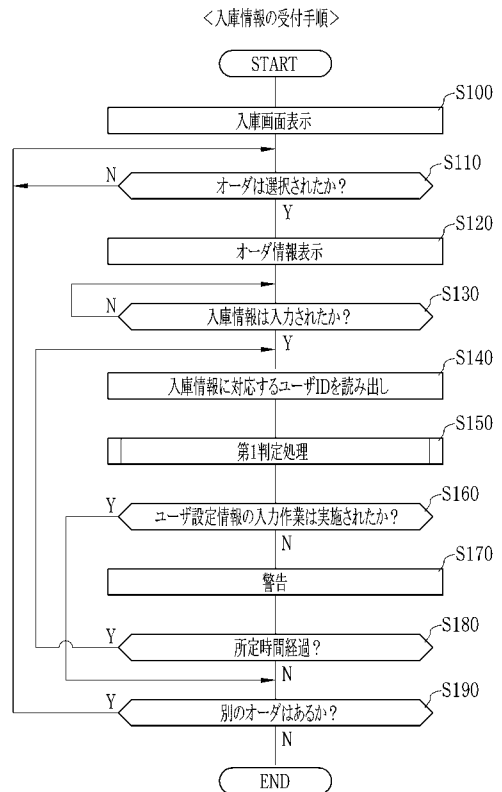 <入庫情報の受付手順>
START
S100
入庫画面表示
S110
N
オーダは選択されたか?
Y
S120
オーダ情報表示
S130
N
入庫情報は入力されたか?
Y
S140
入庫情報に対応するユーザIDを読み出し
S150
第1判定処理
S160
Y
ユーザ設定情報の入力作業は実施されたか?
N
S170
警告
S180
Y
所定時間経過?
N
S190
Y
別のオーダはあるか?
N
END